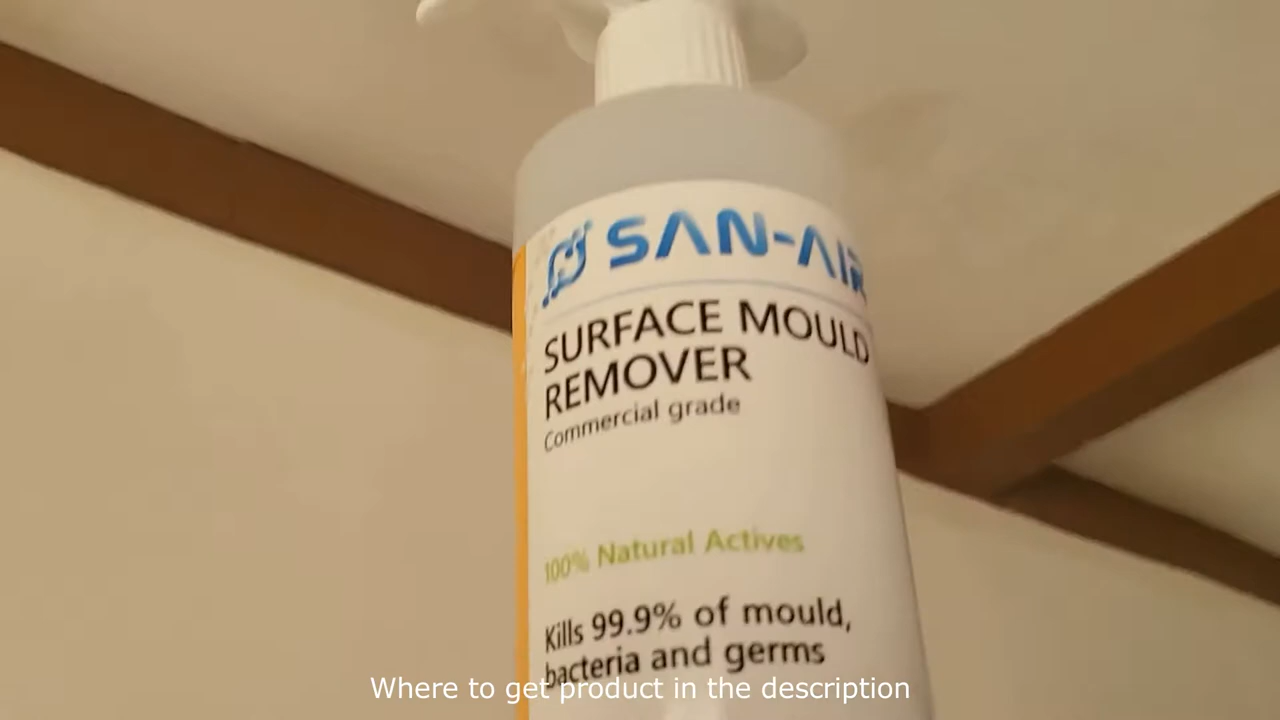 SAN-AIR
SURFACE MOULD
REMOVER
Commercial grade
100% Natural Actives
Kills 99.9% of mould,
bacteria and germs
Where to get product in the description